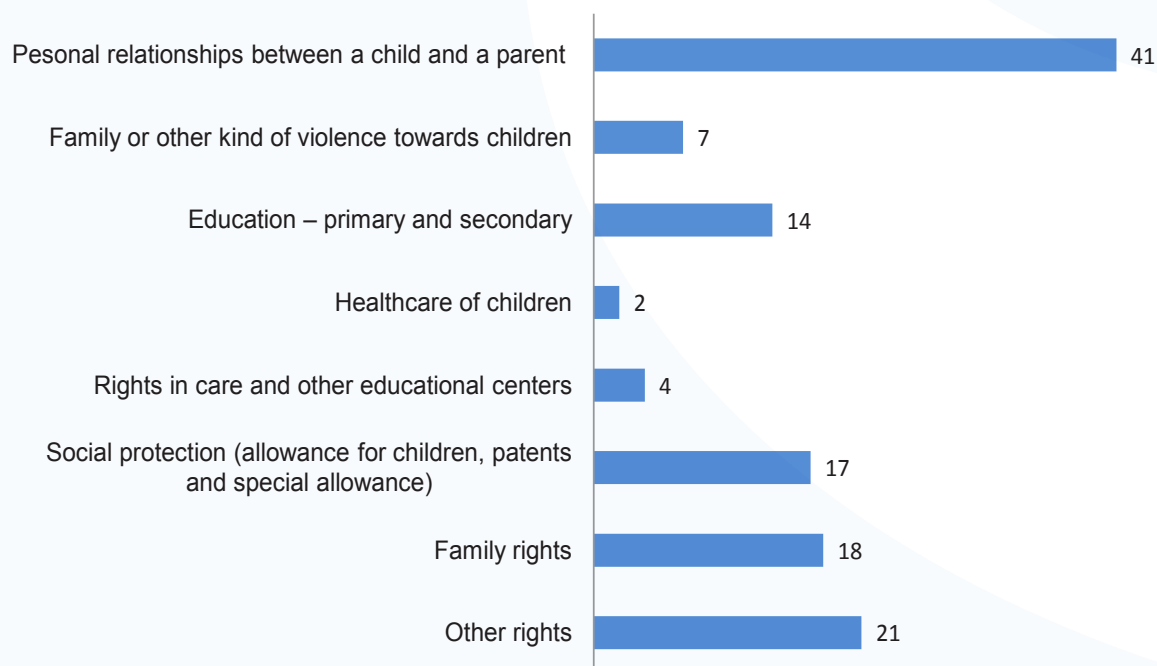 Pesonal relationships between a child and a parent 41
Family or other kind of violence towards children 7
Education – primary and secondary 14
Healthcare of children 2
Rights in care and other educational centers 4
Social protection (allowance for children, patents
and special allowance) 17
Family rights 18
Other rights 21